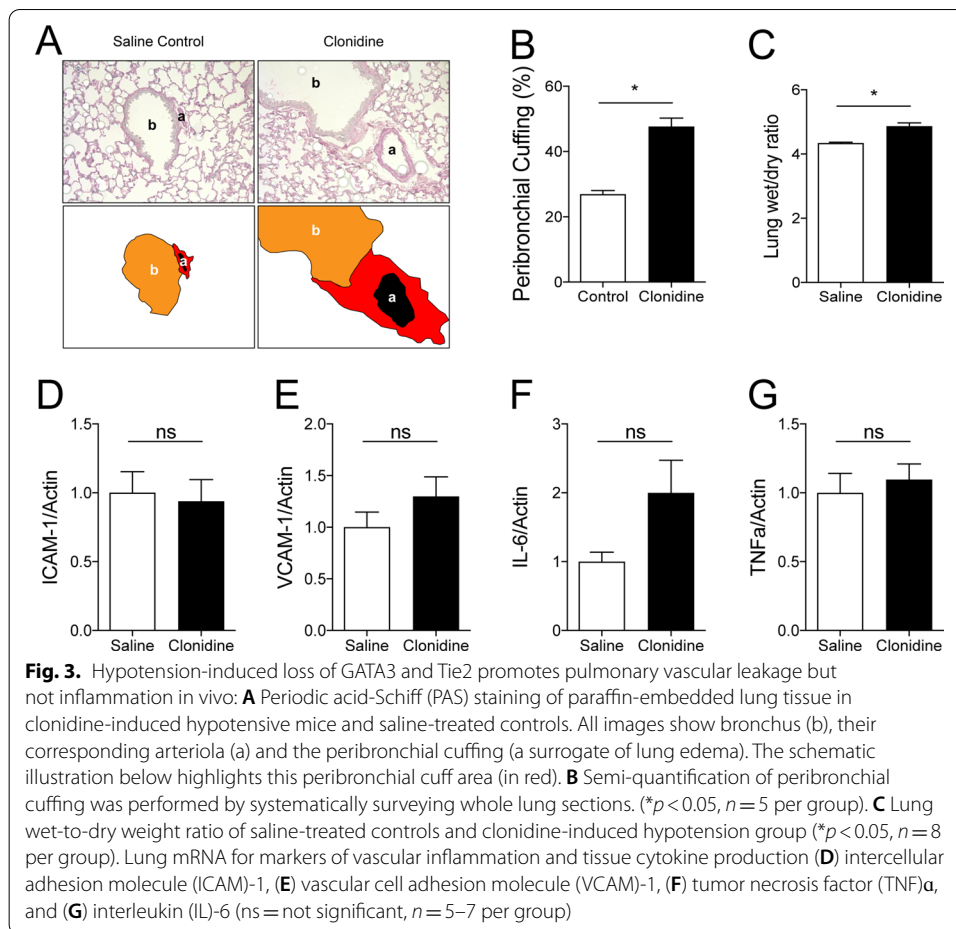 A
Saline Control
Clonidine
b
a
b
a
b
a
b
a
B
Peribronchial Cuffing (%)
60
40
20
0
*
Control
Clonidine
C
Lung wet/dry ratio
6
4
2
0
*
Saline
Clonidine
D
ICAM-1/Actin
1.5
1.0
0.5
0.0
ns
Saline
Clonidine
E
VCAM-1/Actin
2.0
1.5
1.0
0.5
0.0
ns
Saline
Clonidine
F
IL-6/Actin
3
2
1
0
ns
Saline
Clonidine
G
TNFa/Actin
1.5
1.0
0.5
0.0
ns
Saline
Clonidine
Fig. 3. Hypotension-induced loss of GATA3 and Tie2 promotes pulmonary vascular leakage but
not inflammation in vivo: A Periodic acid-Schiff (PAS) staining of paraffin-embedded lung tissue in
clonidine-induced hypotensive mice and saline-treated controls. All images show bronchus (b), their
corresponding arteriola (a) and the peribronchial cuffing (a surrogate of lung edema). The schematic
illustration below highlights this peribronchial cuff area (in red). B Semi-quantification of peribronchial
cuffing was performed by systematically surveying whole lung sections. (*p < 0.05, n = 5 per group). C Lung
wet-to-dry weight ratio of saline-treated controls and clonidine-induced hypotension group (*p < 0.05, n = 8
per group). Lung mRNA for markers of vascular inflammation and tissue cytokine production (D) intercellular
adhesion molecule (ICAM)-1, (E) vascular cell adhesion molecule (VCAM)-1, (F) tumor necrosis factor (TNF)ɑ,
and (G) interleukin (IL)-6 (ns = not significant, n = 5–7 per group)